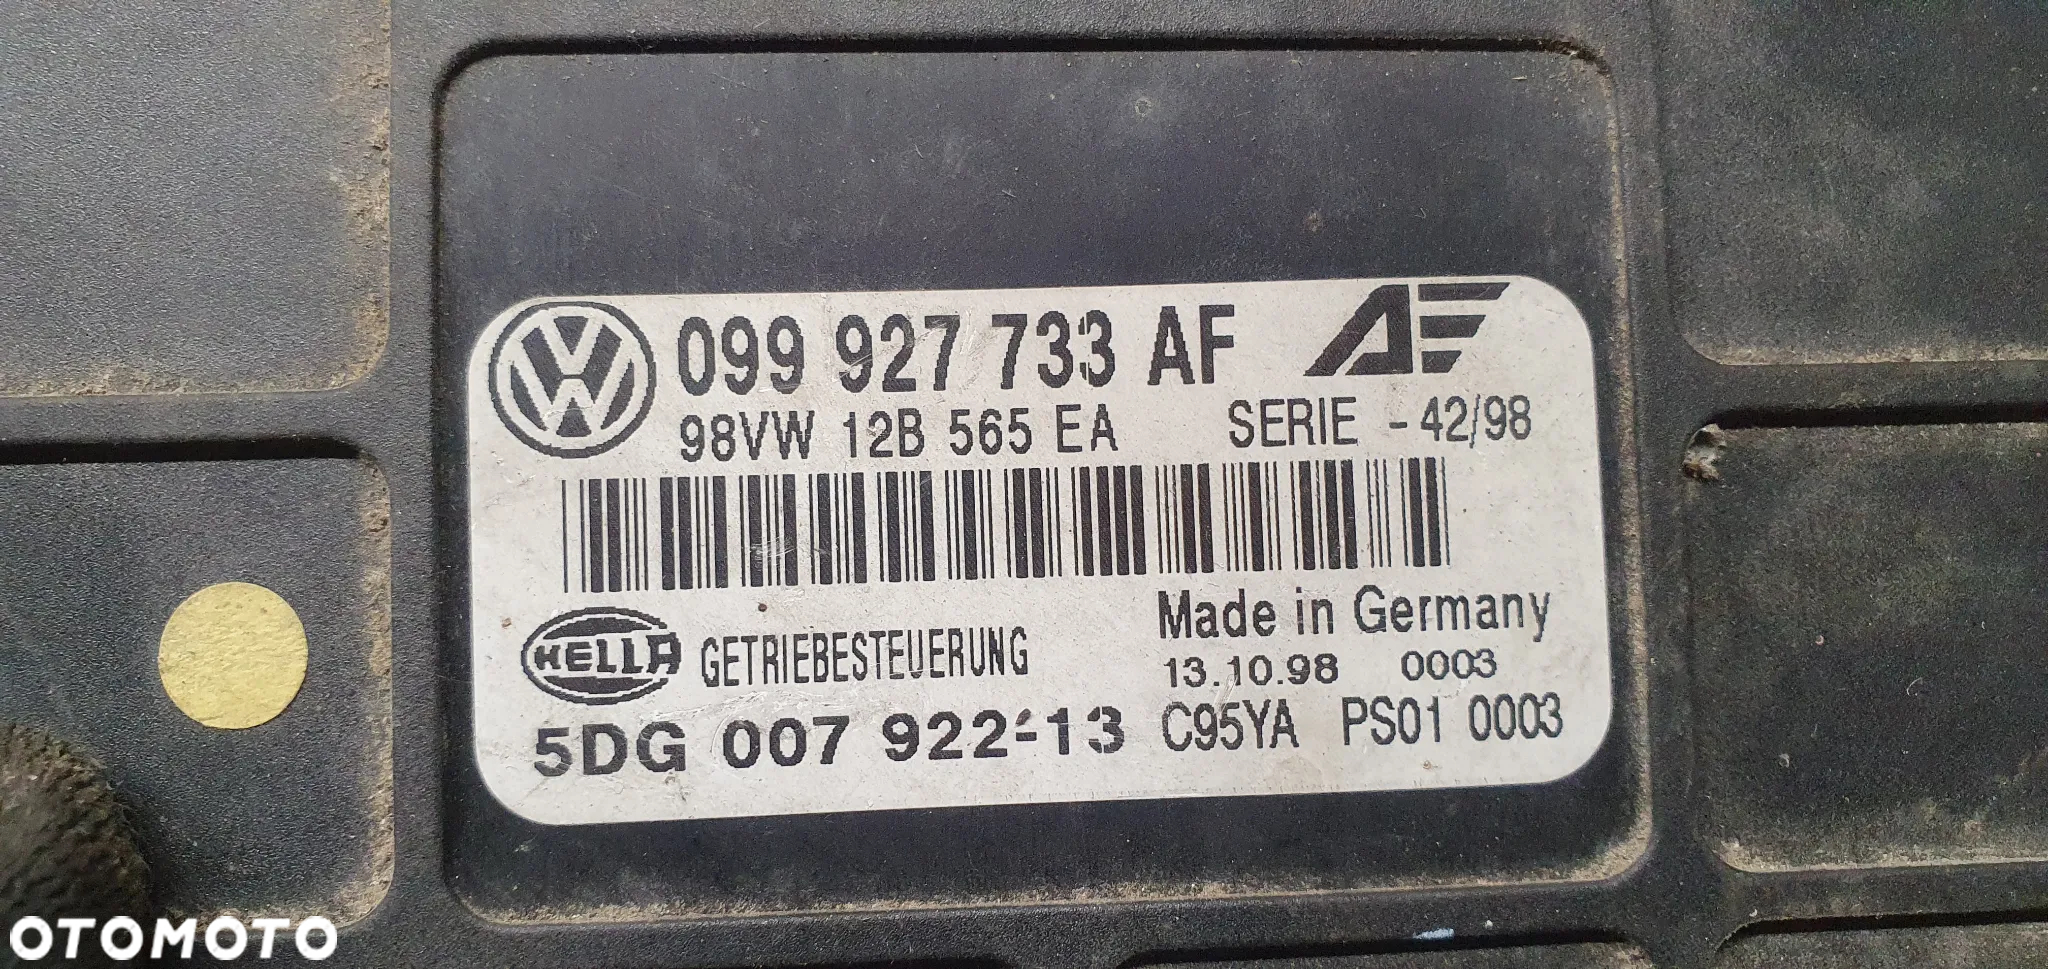 099 927 733 AF AE
98VW 12B 565 EA SERIE - 42/98
HELLA GETRIEBESTEUERUNG Made in Germany
13.10.98 0003
5DG 007 922-13 C95YA PS01 0003
OTOMOTO